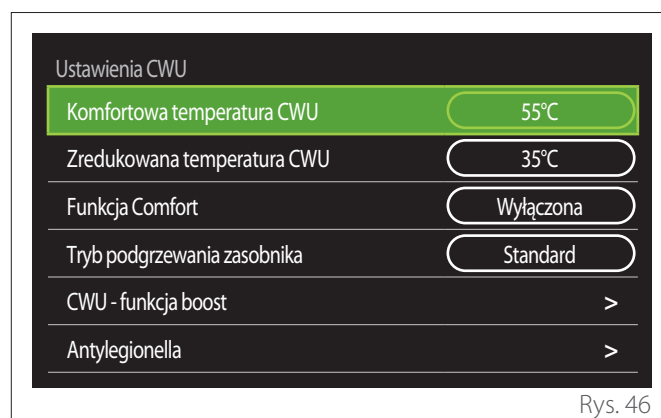 Ustawienia CWU
Komfortowa temperatura CWU 55°C
Zredukowana temperatura CWU 35°C
Funkcja Comfort Wyłączona
Tryb podgrzewania zasobnika Standard
CWU - funkcja boost >
Antylegionella >
Rys. 46